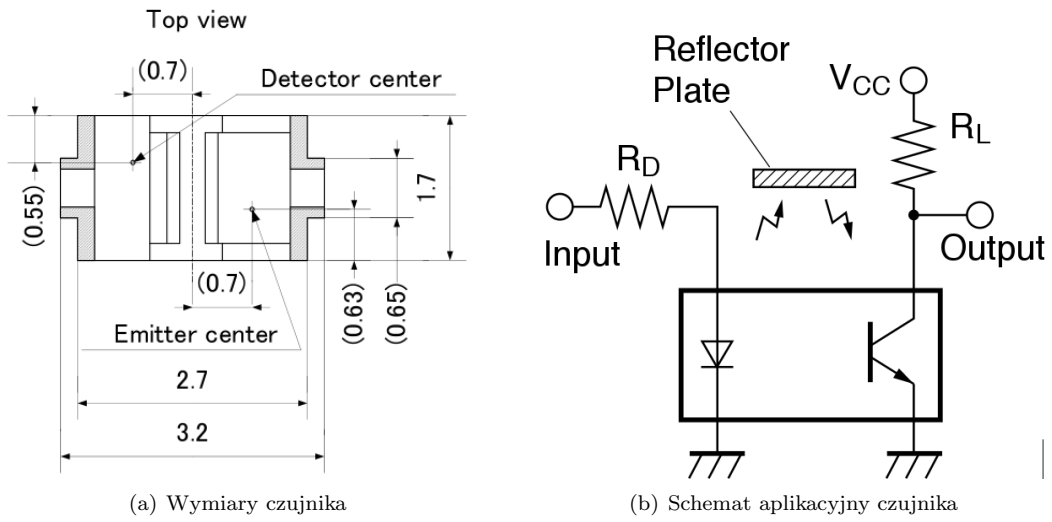 Top view
(0.7)
Detector center
(0.55)
1.7
(0.7)
(0.63)
(0.65)
Emitter center
2.7
3.2
(a) Wymiary czujnika
Reflector
Plate
VCC
RL
RD
Input
Output
(b) Schemat aplikacyjny czujnika